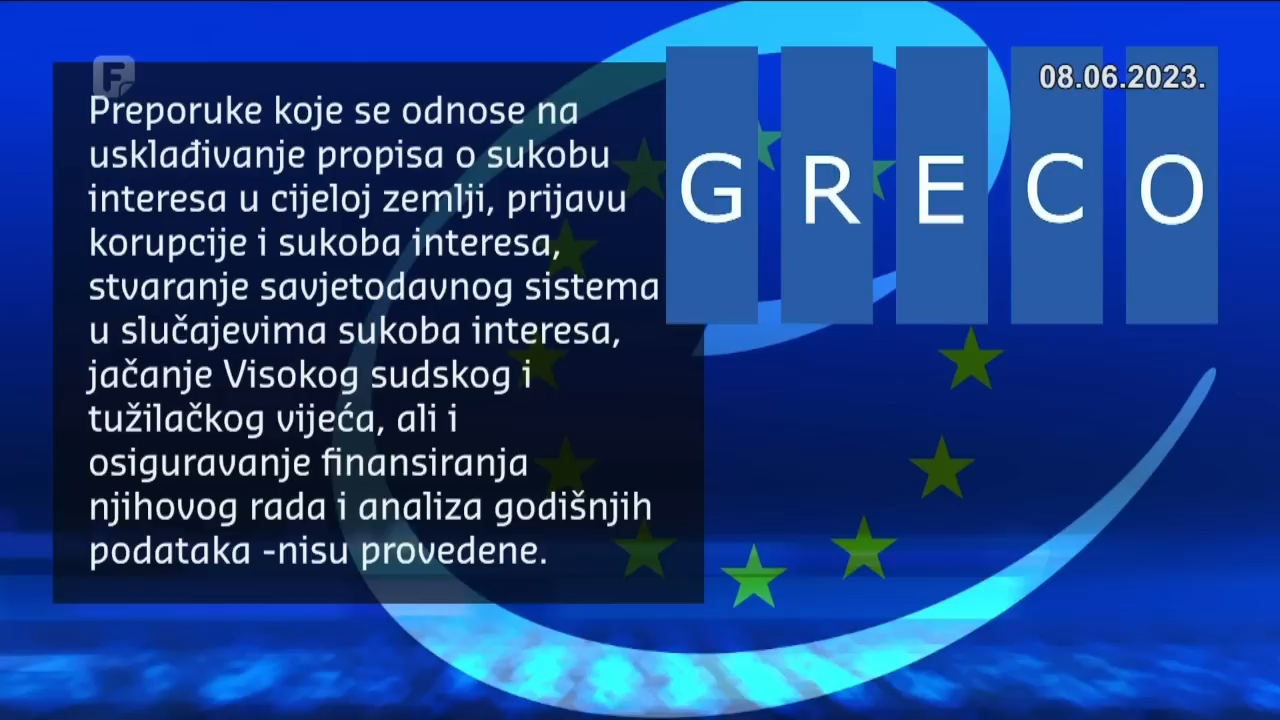 F
08.06.2023.
G R E C O
Preporuke koje se odnose na
usklađivanje propisa o sukobu
interesa u cijeloj zemlji, prijavu
korupcije i sukoba interesa,
stvaranje savjetodavnog sistema
u slučajevima sukoba interesa,
jačanje Visokog sudskog i
tužilačkog vijeća, ali i
osiguravanje finansiranja
njihovog rada i analiza godišnjih
podataka -nisu provedene.